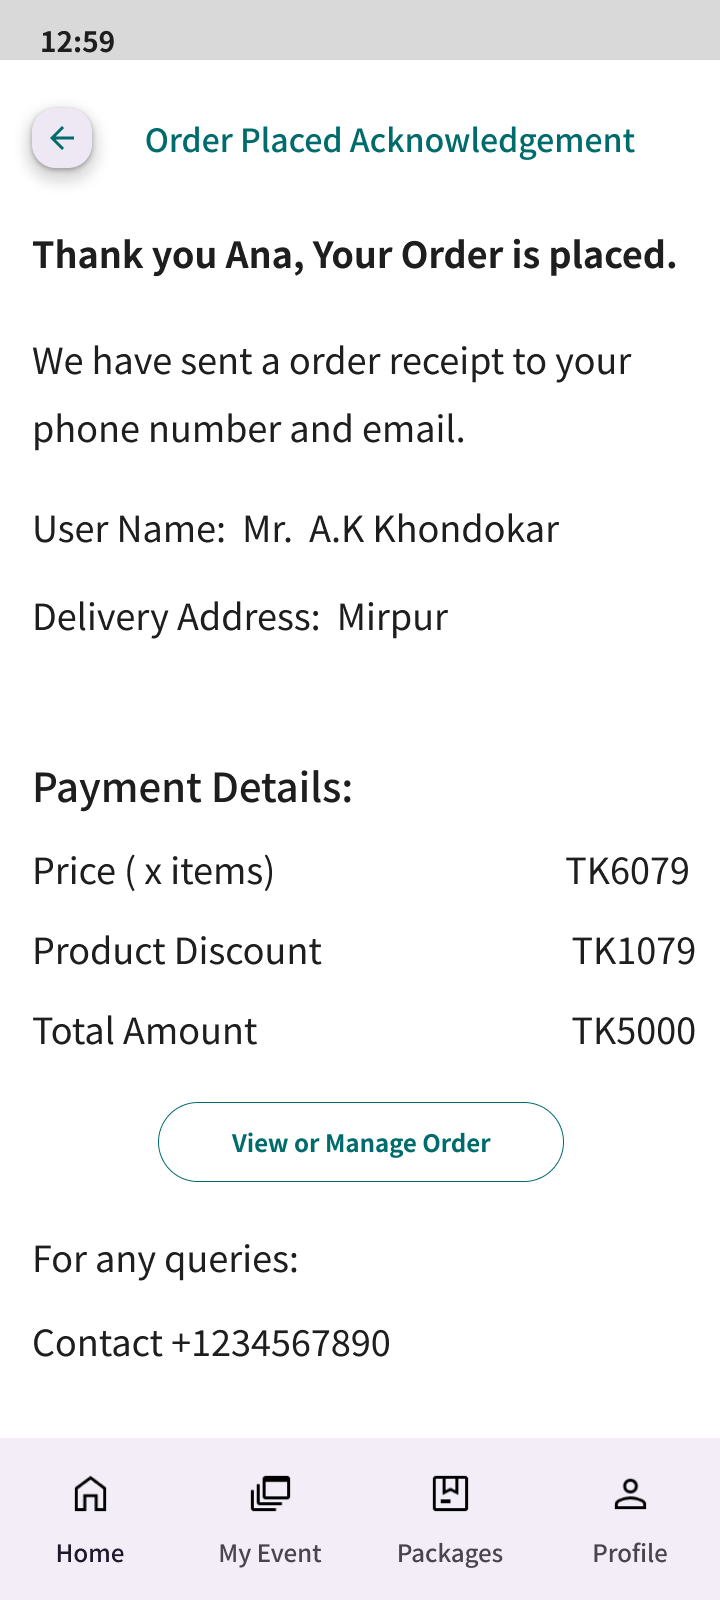 12:59
Order Placed Acknowledgement
Thank you Ana, Your Order is placed.
We have sent a order receipt to your
phone number and email.
User Name:  Mr.  A.K Khondokar
Delivery Address:  Mirpur
Payment Details:
Price ( x items) TK6079
Product Discount TK1079
Total Amount TK5000
View or Manage Order
For any queries:
Contact +1234567890
Home My Event Packages Profile